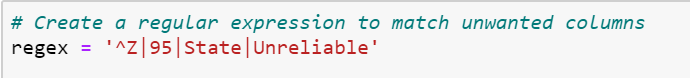 # Create a regular expression to match unwanted columns
regex = '^Z|95|State|Unreliable'